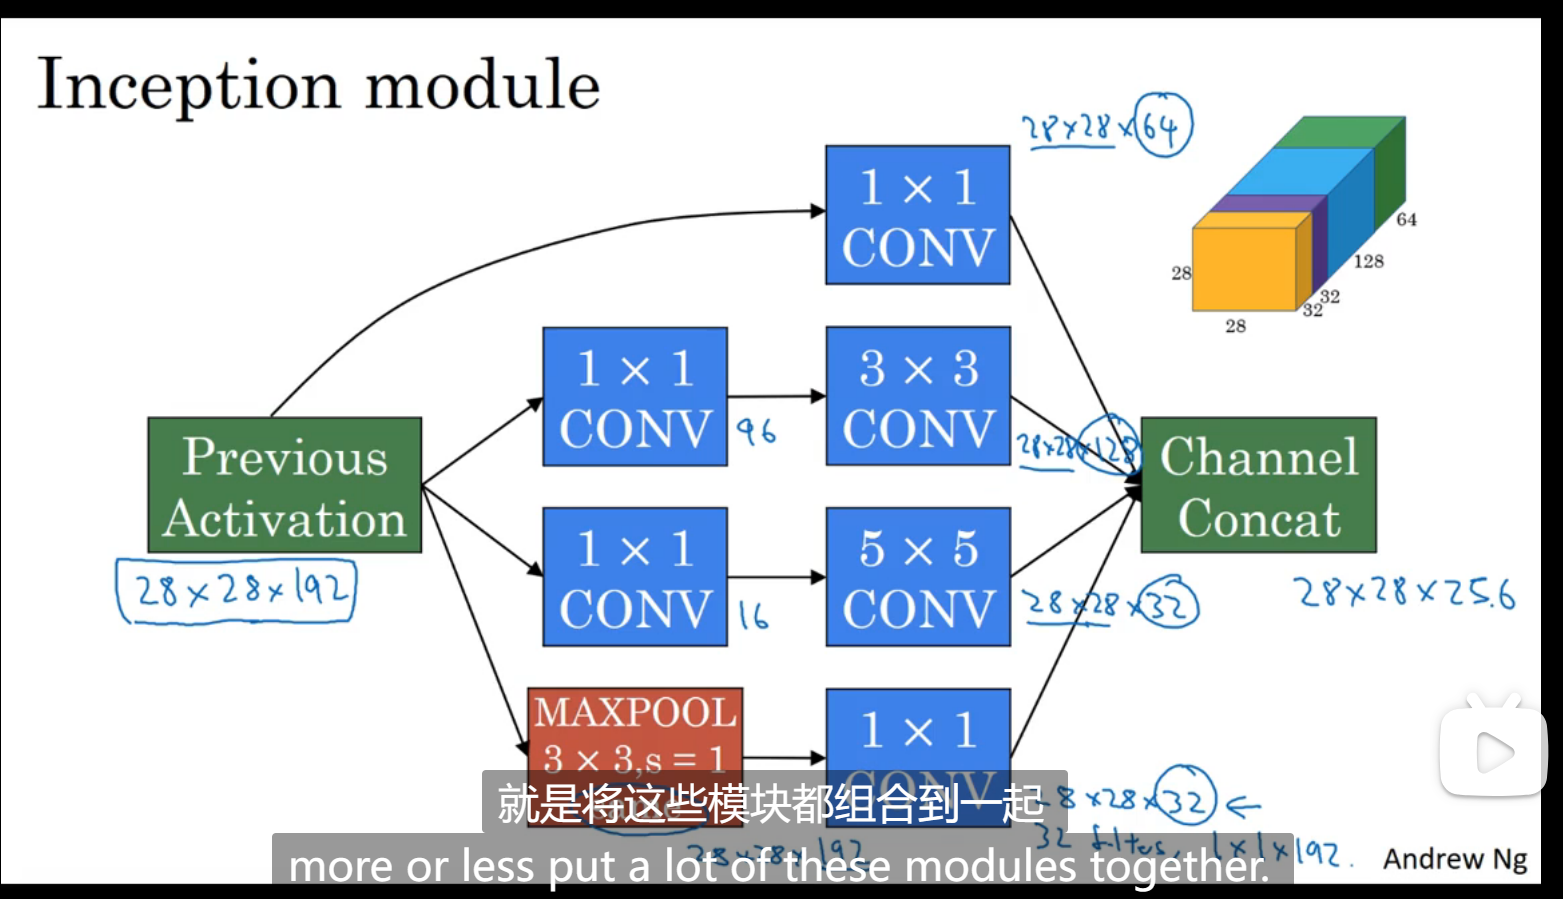 Inception module
28×28×64
1 × 1
CONV
64
128
32
32
28
28
1 × 1
CONV
96
3 × 3
CONV
28×28×128
Previous
Activation
28×28×192
Channel
Concat
28×28×256
1 × 1
CONV
16
5 × 5
CONV
28×28×32
MAXPOOL
3 × 3,s = 1
same
28×28×192
1 × 1
CONV
28×28×32 ←
32 filters, 1×1×192.
就是将这些模块都组合到一起
more or less put a lot of these modules together.
Andrew Ng